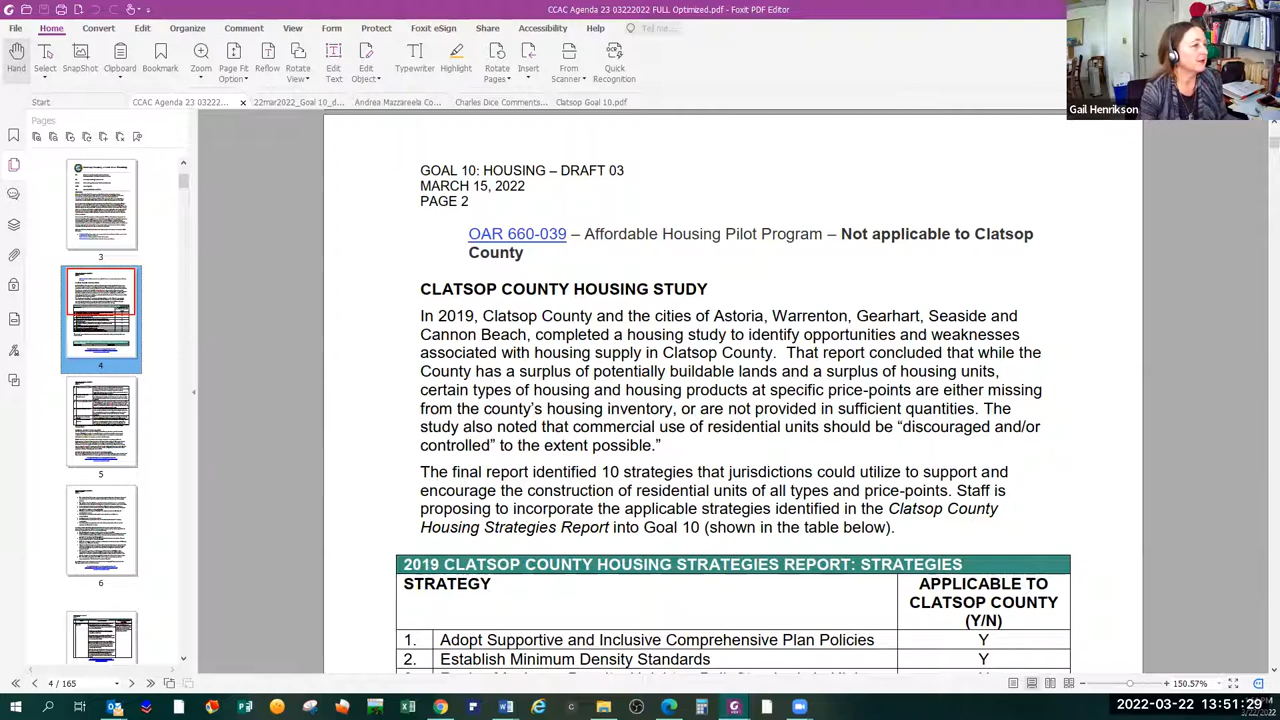 CCAC Agenda 23 03222022 FULL Optimized.pdf - Foxit PDF Editor
File Home Convert Edit Organize Comment View Form Protect Foxit eSign Share Accessibility Help Tell me...
Hand Select SnapShot Clipboard Bookmark Zoom Page Fit Option Reflow Rotate View Edit Text Edit Object Typewriter Highlight Rotate Pages Insert From Scanner Quick Recognition
Start CCAC Agenda 23 03222... 22mar2022_Goal 10_d... Andrea Mazzareela Co... Charles Dice Comments... Clatsop Goal 10.pdf
Gail Henrikson
Pages
3
4
5
6
GOAL 10: HOUSING – DRAFT 03
MARCH 15, 2022
PAGE 2
OAR 660-039 – Affordable Housing Pilot Program – Not applicable to Clatsop
County
CLATSOP COUNTY HOUSING STUDY
In 2019, Clatsop County and the cities of Astoria, Warrenton, Gearhart, Seaside and
Cannon Beach, completed a housing study to identify opportunities and weaknesses
associated with housing supply in Clatsop County. That report concluded that while the
County has a surplus of potentially buildable lands and a surplus of housing units,
certain types of housing and housing products at specific price-points are either missing
from the county's housing inventory, or are not provided in sufficient quantities. The
study also noted that commercial use of residential units should be “discouraged and/or
controlled” to the extent possible.”
The final report identified 10 strategies that jurisdictions could utilize to support and
encourage the construction of residential units of all types and price-points. Staff is
proposing to incorporate the applicable strategies identified in the Clatsop County
Housing Strategies Report into Goal 10 (shown in the table below).
2019 CLATSOP COUNTY HOUSING STRATEGIES REPORT: STRATEGIES
STRATEGY APPLICABLE TO
CLATSOP COUNTY
(Y/N)
1. Adopt Supportive and Inclusive Comprehensive Plan Policies Y
2. Establish Minimum Density Standards Y
4 / 165
150.57%
2022-03-22 13:51:29